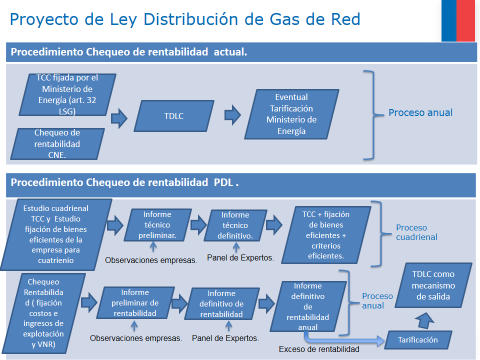 Proyecto de Ley Distribución de Gas de Red
Procedimiento Chequeo de rentabilidad actual.
TCC fijada por el
Ministerio de
Energía (art. 32
LSG)
Chequeo de
rentabilidad
CNE.
TDLC
Eventual
Tarificación
Ministerio de
Energía
Proceso anual
Procedimiento Chequeo de rentabilidad PDL .
Estudio cuadrienal
TCC y Estudio
fijación de bienes
eficientes de la
empresa para
cuatrienio
Informe
técnico
preliminar.
Informe
técnico
definitivo.
TCC + fijación
de bienes
eficientes +
criterios
eficientes.
Proceso
cuadrienal
Observaciones empresas.
Panel de Expertos.
Chequeo
Rentabilida
d ( fijación
costos e
ingresos de
explotación
y VNR)
Informe
preliminar de
rentabilidad
Informe
definitivo de
rentabilidad
Informe
definitivo
de
rentabilidad
anual
Proceso
anual
TDLC como
mecanismo
de salida
Observaciones empresas.
Panel de Expertos.
Tarificación
Exceso de rentabilidad